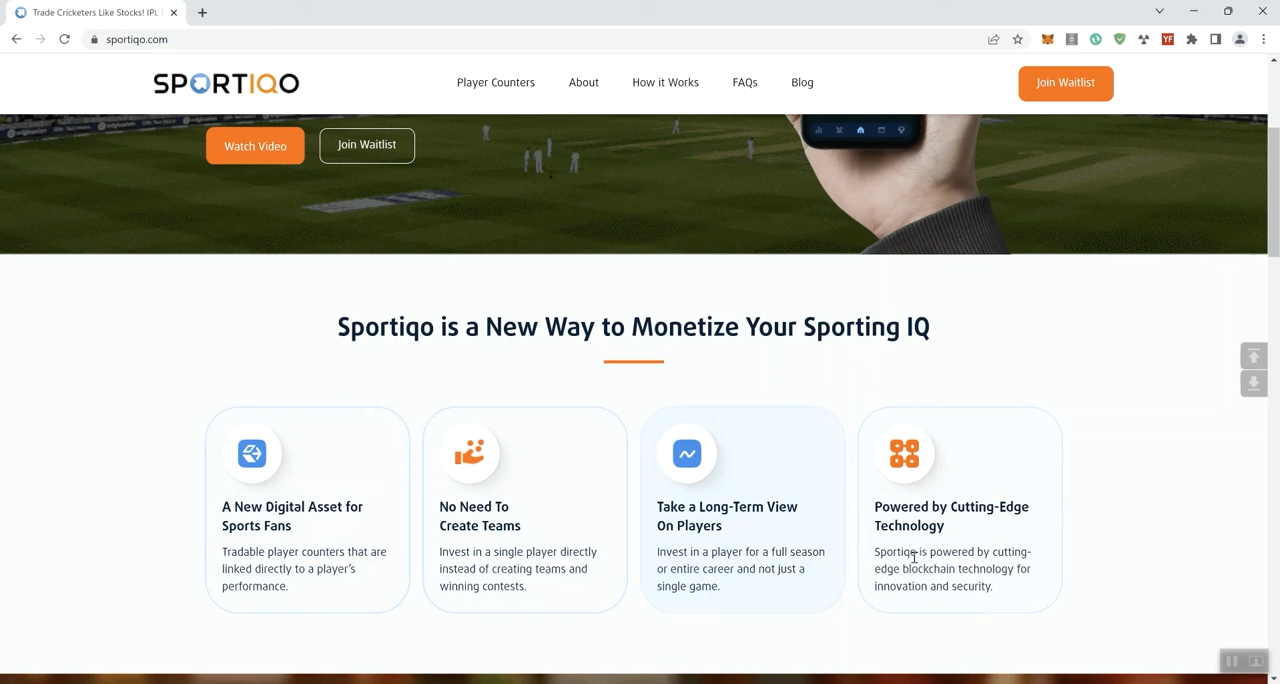 Trade Cricketers Like Stocks! IPL
sportiqo.com
YF
SPORTIQO
Player Counters
About
How it Works
FAQs
Blog
Join Waitlist
Watch Video
Join Waitlist
Sportiqo is a New Way to Monetize Your Sporting IQ
A New Digital Asset for
Sports Fans
Tradable player counters that are
linked directly to a player's
performance.
No Need To
Create Teams
Invest in a single player directly
instead of creating teams and
winning contests.
Take a Long-Term View
On Players
Invest in a player for a full season
or entire career and not just a
single game.
Powered by Cutting-Edge
Technology
Sportiqo is powered by cutting-
edge blockchain technology for
innovation and security.